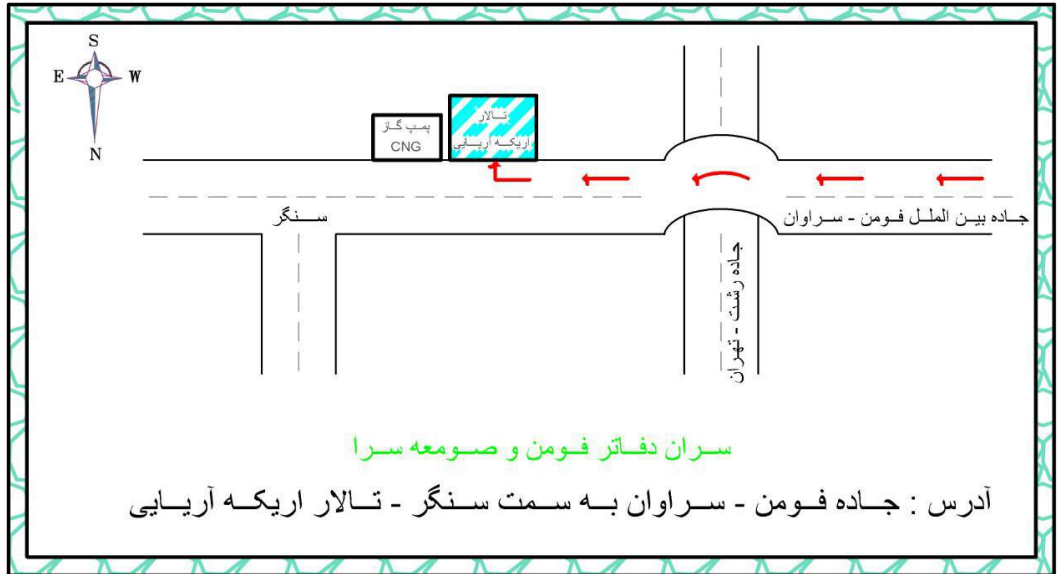 S
E W
N
تالار
اریکه آریایی
پمپ گاز
CNG
سنگر
جاده بین الملل فومن - سراوان
جاده رشت - تهران
سران دفاتر فومن و صومعه سرا
آدرس : جاده فومن - سراوان به سمت سنگر - تالار اریکه آریایی